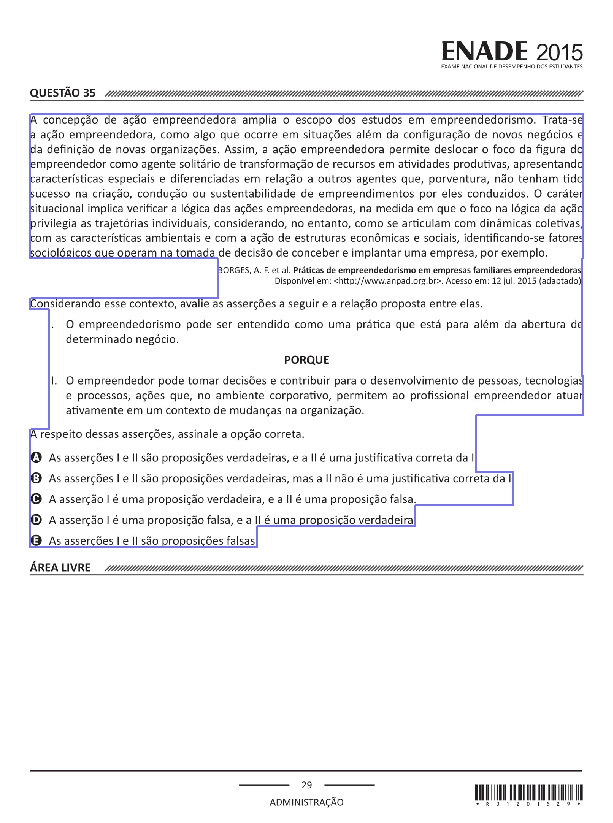 ENADE 2015
EXAME NACIONAL DE DESEMPENHO DOS ESTUDANTES
QUESTÃO 35
A concepção de ação empreendedora amplia o escopo dos estudos em empreendedorismo. Trata-se
a ação empreendedora, como algo que ocorre em situações além da configuração de novos negócios e
da definição de novas organizações. Assim, a ação empreendedora permite deslocar o foco da figura do
empreendedor como agente solitário de transformação de recursos em atividades produtivas, apresentando
características especiais e diferenciadas em relação a outros agentes que, porventura, não tenham tido
sucesso na criação, condução ou sustentabilidade de empreendimentos por eles conduzidos. O caráter
situacional implica verificar a lógica das ações empreendedoras, na medida em que o foco na lógica da ação
privilegia as trajetórias individuais, considerando, no entanto, como se articulam com dinâmicas coletivas,
com as características ambientais e com a ação de estruturas econômicas e sociais, identificando-se fatores
sociológicos que operam na tomada de decisão de conceber e implantar uma empresa, por exemplo.
BORGES, A. F. et al. Práticas de empreendedorismo em empresas familiares empreendedoras.
Disponível em: <http://www.anpad.org.br>. Acesso em: 12 jul. 2015 (adaptado).
Considerando esse contexto, avalie as asserções a seguir e a relação proposta entre elas.
I. O empreendedorismo pode ser entendido como uma prática que está para além da abertura de
determinado negócio.
PORQUE
II. O empreendedor pode tomar decisões e contribuir para o desenvolvimento de pessoas, tecnologias
e processos, ações que, no ambiente corporativo, permitem ao profissional empreendedor atuar
ativamente em um contexto de mudanças na organização.
A respeito dessas asserções, assinale a opção correta.
A As asserções I e II são proposições verdadeiras, e a II é uma justificativa correta da I.
B As asserções I e II são proposições verdadeiras, mas a II não é uma justificativa correta da I.
C A asserção I é uma proposição verdadeira, e a II é uma proposição falsa.
D A asserção I é uma proposição falsa, e a II é uma proposição verdadeira.
E As asserções I e II são proposições falsas.
ÁREA LIVRE
29
ADMINISTRAÇÃO
*R31201529*